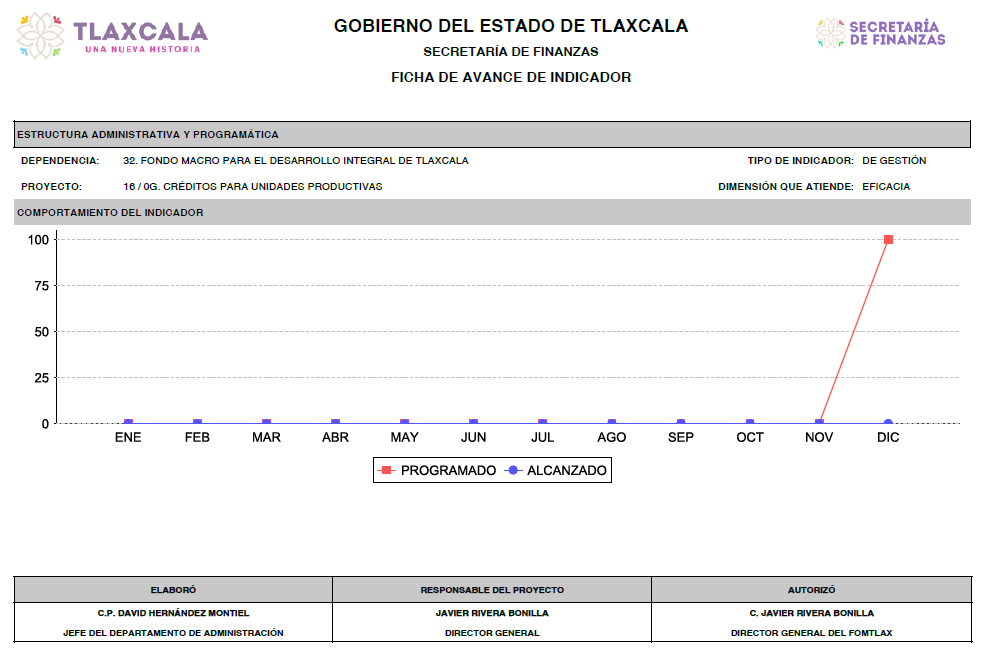 TLAXCALA
UNA NUEVA HISTORIA
GOBIERNO DEL ESTADO DE TLAXCALA
SECRETARÍA DE FINANZAS
FICHA DE AVANCE DE INDICADOR
SECRETARÍA
DE FINANZAS
ESTRUCTURA ADMINISTRATIVA Y PROGRAMÁTICA
DEPENDENCIA: 32. FONDO MACRO PARA EL DESARROLLO INTEGRAL DE TLAXCALA TIPO DE INDICADOR: DE GESTIÓN
PROYECTO: 16 / 0G. CRÉDITOS PARA UNIDADES PRODUCTIVAS DIMENSIÓN QUE ATIENDE: EFICACIA
COMPORTAMIENTO DEL INDICADOR
100
75
50
25
0
ENE FEB MAR ABR MAY JUN JUL AGO SEP OCT NOV DIC
PROGRAMADO ALCANZADO
ELABORÓ RESPONSABLE DEL PROYECTO AUTORIZÓ
C.P. DAVID HERNÁNDEZ MONTIEL JAVIER RIVERA BONILLA C. JAVIER RIVERA BONILLA
JEFE DEL DEPARTAMENTO DE ADMINISTRACIÓN DIRECTOR GENERAL DIRECTOR GENERAL DEL FOMTLAX